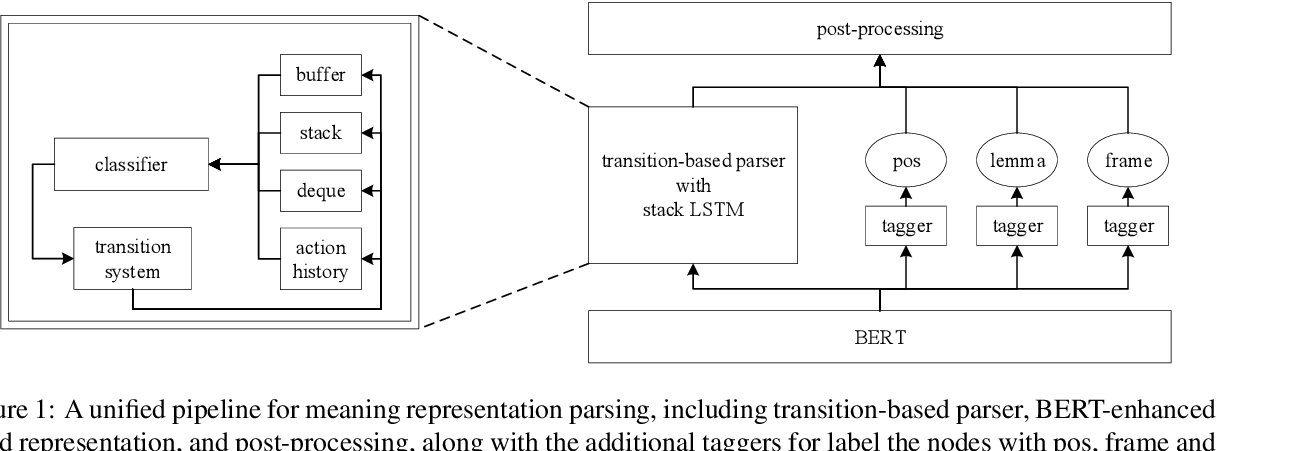 post-processing
buffer
stack
deque
action
history
classifier
transition
system
transition-based parser
with
stack LSTM
pos
lemma
frame
tagger
tagger
tagger
BERT
1: A unified pipeline for meaning representation parsing, including transition-based parser, BERT-enhanced
representation, and post-processing, along with the additional taggers for label the nodes with pos, frame and